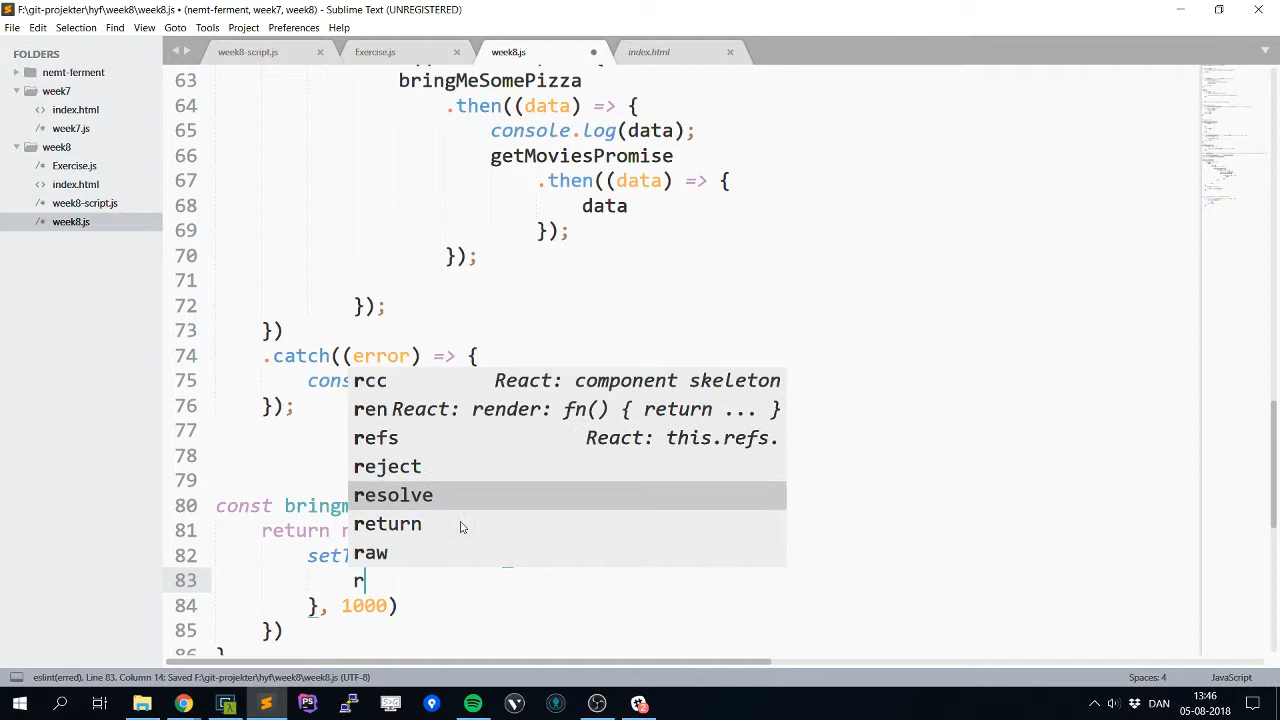 F:\git-projekter\hyf\week8\week8.js • (nemt-ferment, week7, week8) - Sublime Text (UNREGISTERED)
File Edit Selection Find View Goto Tools Project Preferences Help
FOLDERS
nemt-ferment
week7
index.html
week7.js
week8
Exercise.js
index.html
week8-script.js
week8.js
week8-script.js Exercise.js week8.js index.html
63 bringMeSomePizza
64 .then((data) => {
65 console.log(data);
66 getMoviesPromise
67 .then((data) => {
68 data
69 });
70 });
71
72 });
73 })
74 .catch((error) => {
75 cons
76 });
77
78
79
80 const bringm
81 return n
82 setT
83 r
84 }, 1000)
85 })
86 }
rcc React: component skeleton
ren React: render: fn() { return ... }
refs React: this.refs.
reject
resolve
return
raw
Line 83, Column 14; Saved F:\git-projekter\hyf\week8\week8.js (UTF-8)
Spaces: 4 JavaScript
DAN 13:46
05-08-2018